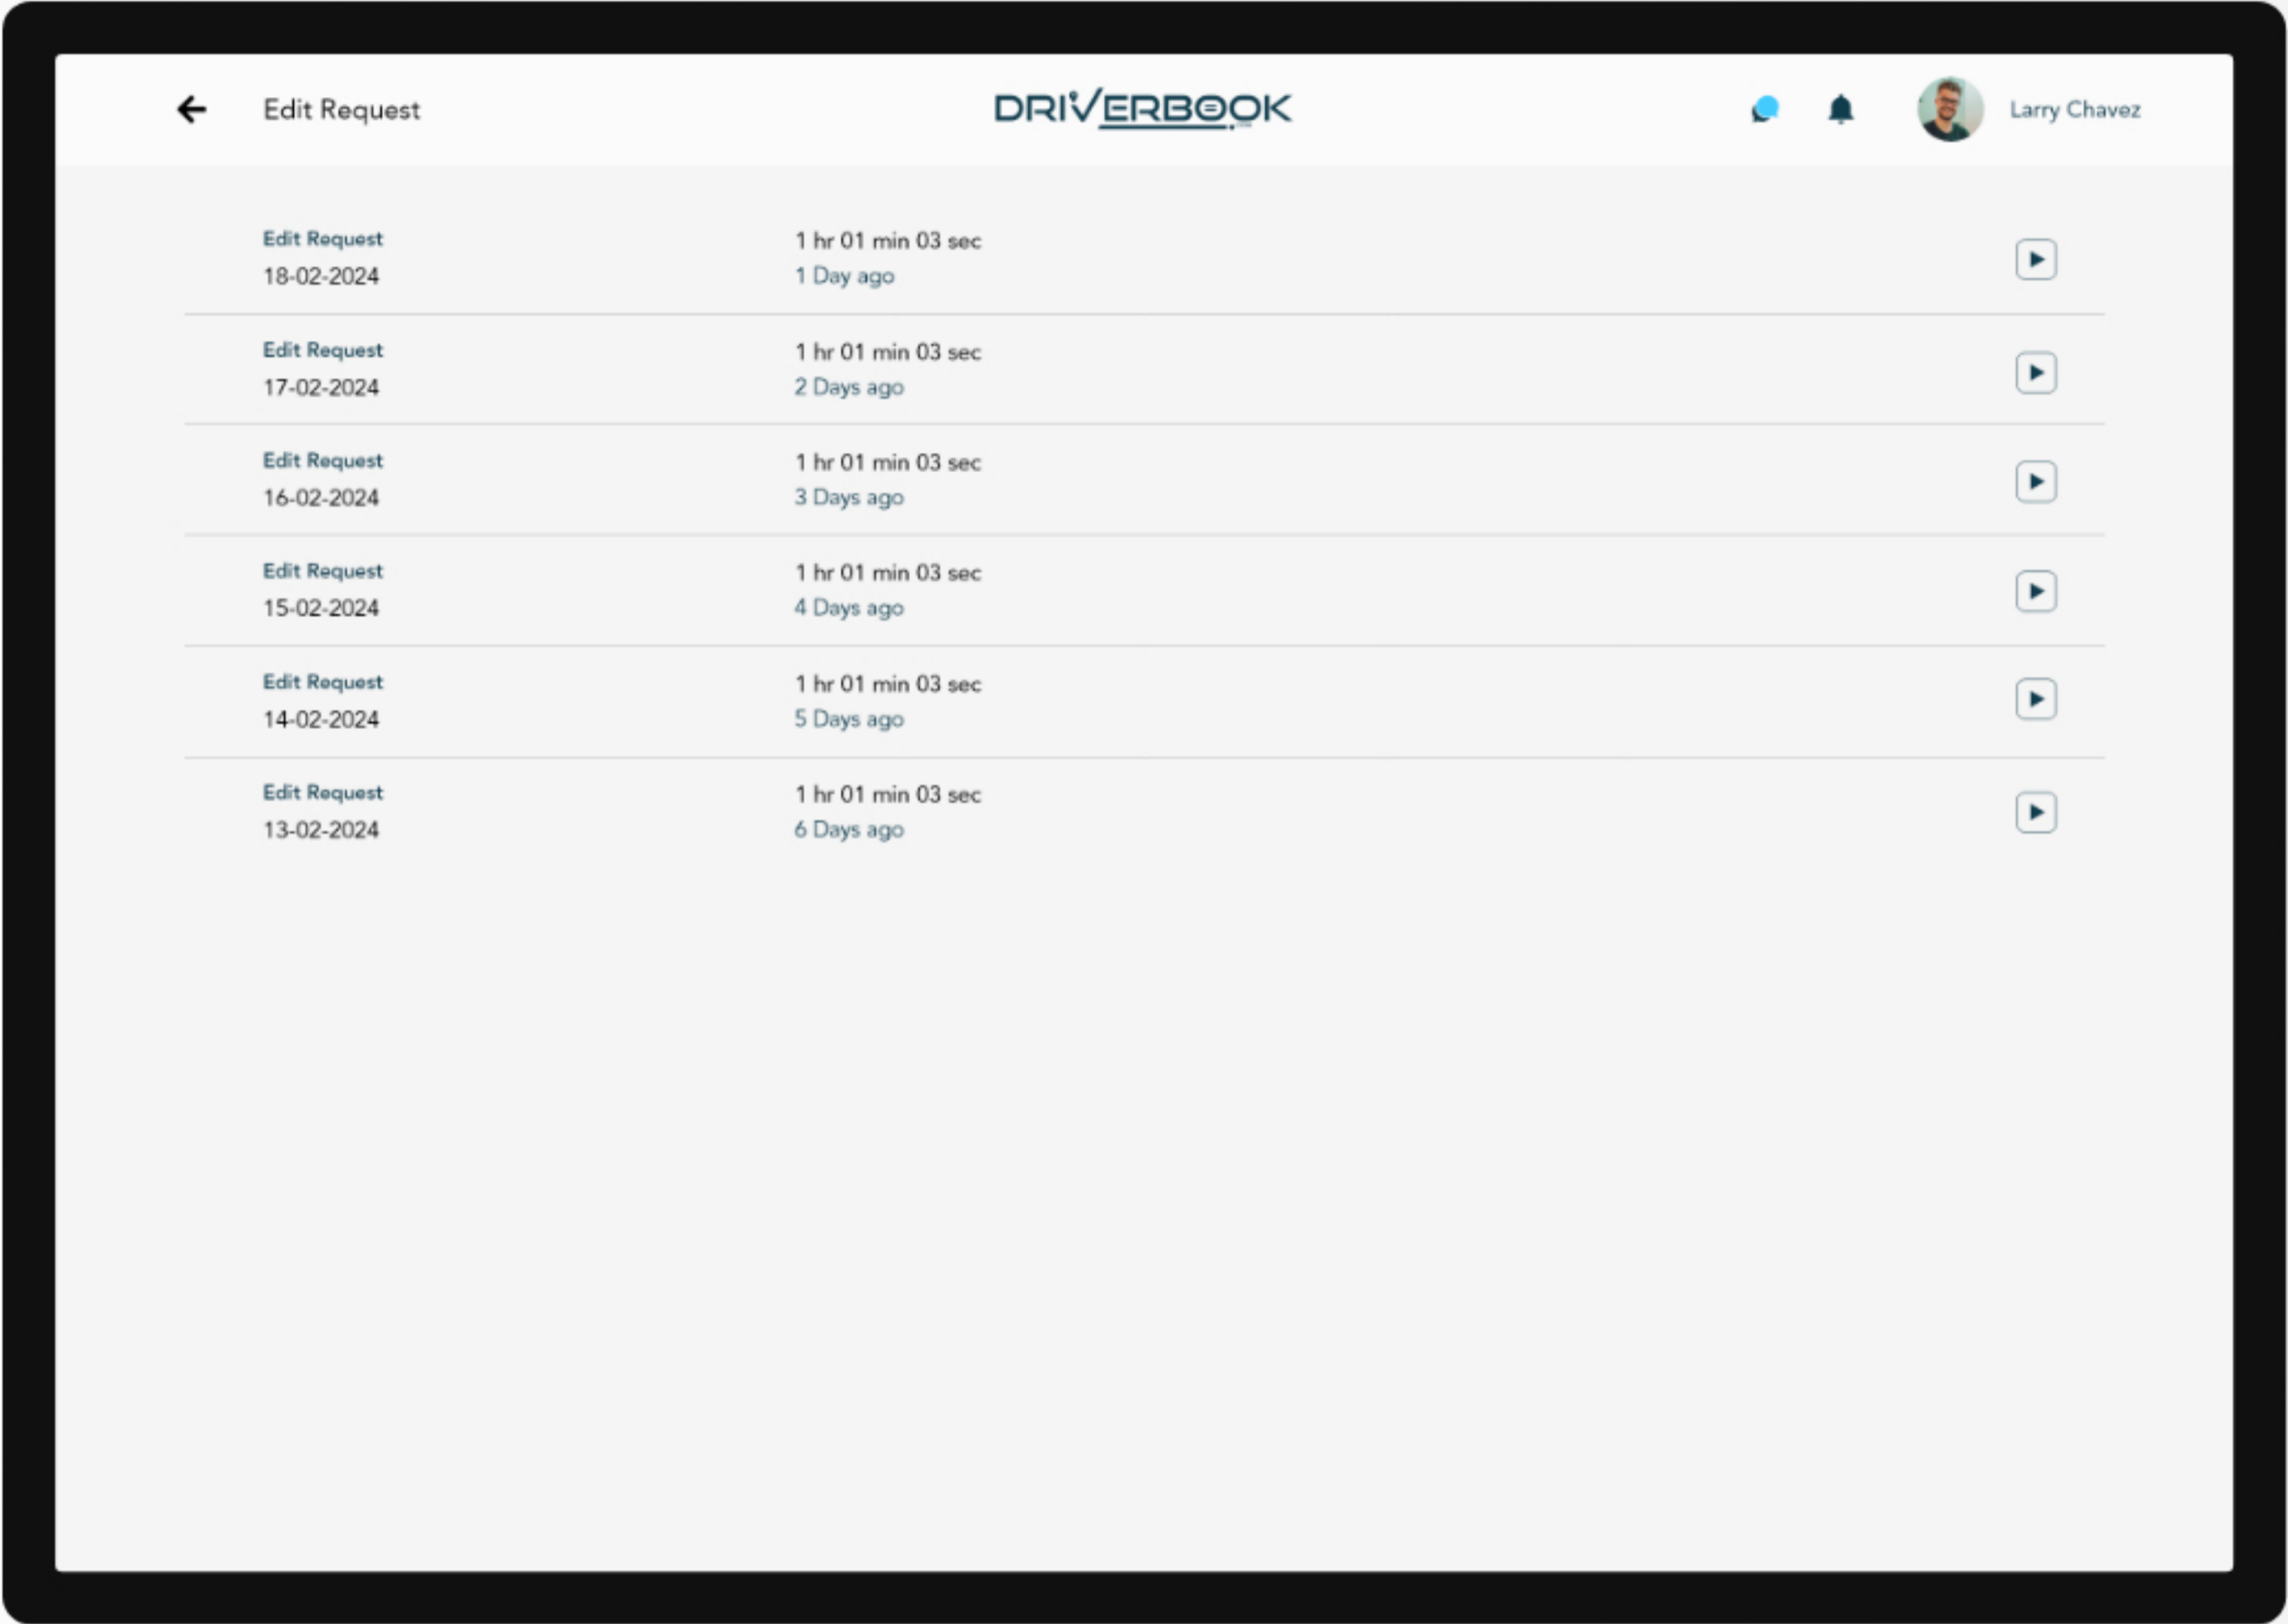 Edit Request
DRIVERBOOK
Larry Chavez
Edit Request
18-02-2024
1 hr 01 min 03 sec
1 Day ago
Edit Request
17-02-2024
1 hr 01 min 03 sec
2 Days ago
Edit Request
16-02-2024
1 hr 01 min 03 sec
3 Days ago
Edit Request
15-02-2024
1 hr 01 min 03 sec
4 Days ago
Edit Request
14-02-2024
1 hr 01 min 03 sec
5 Days ago
Edit Request
13-02-2024
1 hr 01 min 03 sec
6 Days ago